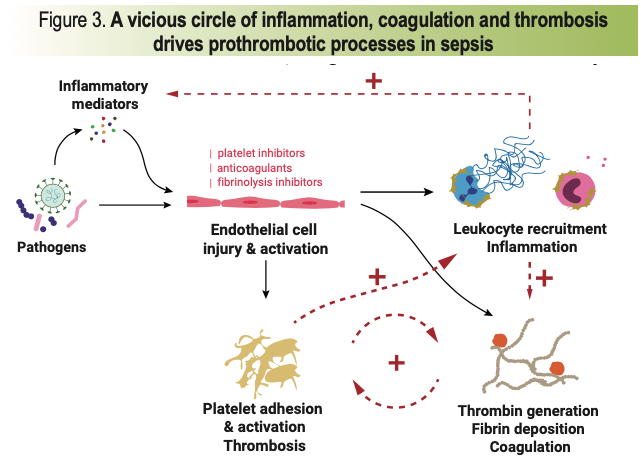 Figure 3. A vicious circle of inflammation, coagulation and thrombosis
drives prothrombotic processes in sepsis
+
Inflammatory
mediators
| platelet inhibitors
| anticoagulants
| fibrinolysis inhibitors
Pathogens
Endothelial cell
injury & activation
Leukocyte recruitment
Inflammation
+
+
+
Platelet adhesion
& activation
Thrombosis
Thrombin generation
Fibrin deposition
Coagulation